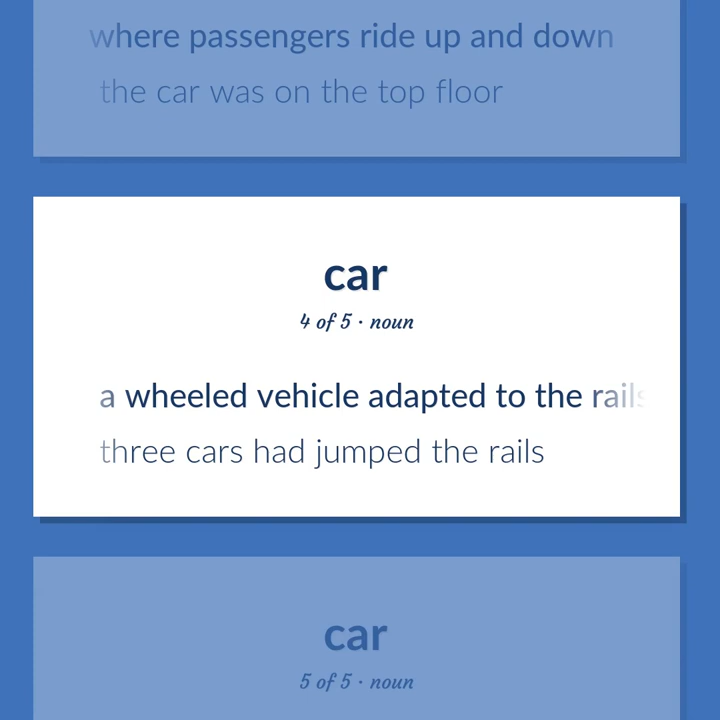 where passengers ride up and down
the car was on the top floor
car
4 of 5 · noun
a wheeled vehicle adapted to the rails
three cars had jumped the rails
car
5 of 5 · noun